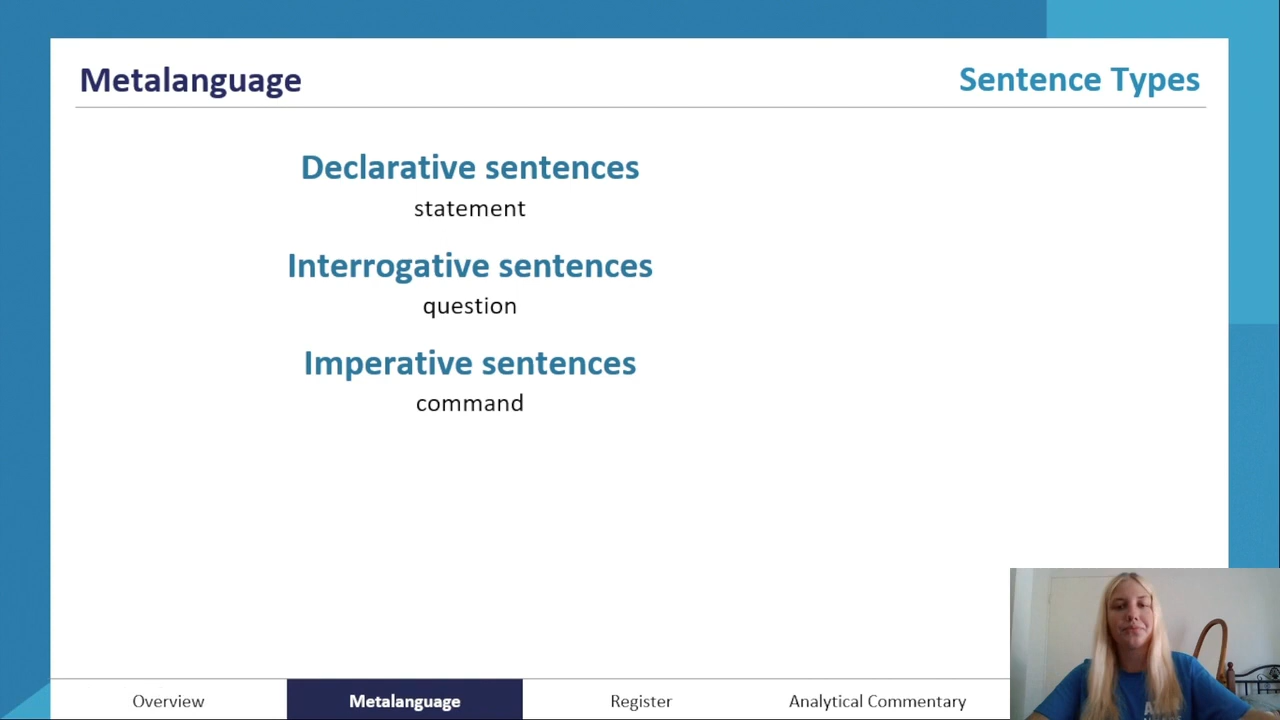 Metalanguage
Sentence Types
Declarative sentences
statement
Interrogative sentences
question
Imperative sentences
command
Overview
Metalanguage
Register
Analytical Commentary